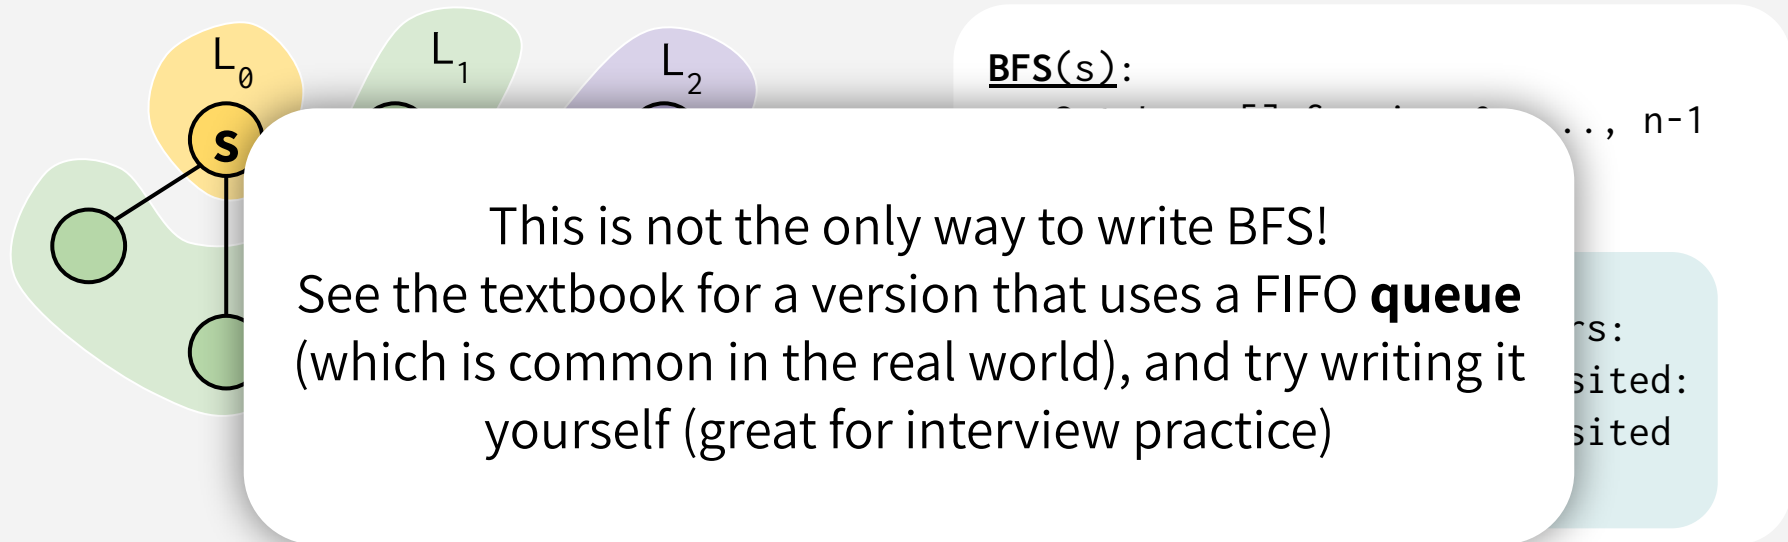 L0
L1
L2
s
BFS(s):
.., n-1
This is not the only way to write BFS!
See the textbook for a version that uses a FIFO queue
(which is common in the real world), and try writing it
yourself (great for interview practice)
rs:
sited:
sited